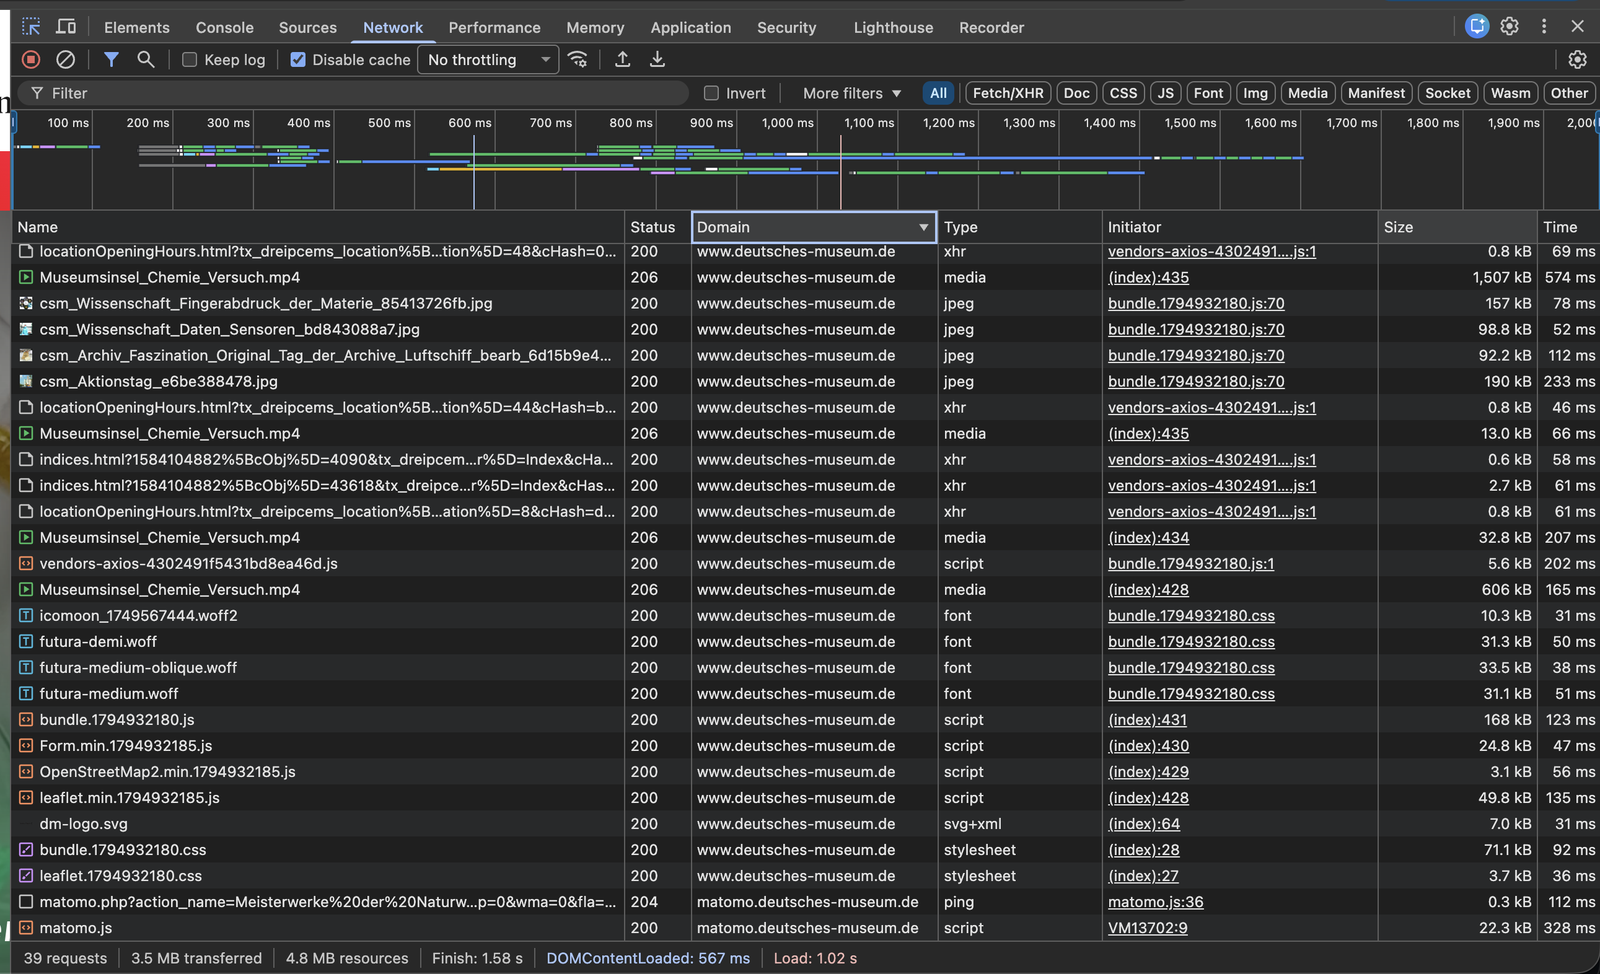 Elements Console Sources Network Performance Memory Application Security Lighthouse Recorder
Keep log Disable cache No throttling
Filter Invert More filters All Fetch/XHR Doc CSS JS Font Img Media Manifest Socket Wasm Other
100 ms 200 ms 300 ms 400 ms 500 ms 600 ms 700 ms 800 ms 900 ms 1,000 ms 1,100 ms 1,200 ms 1,300 ms 1,400 ms 1,500 ms 1,600 ms 1,700 ms 1,800 ms 1,900 ms 2,00
Name Status Domain Type Initiator Size Time
locationOpeningHours.html?tx_dreipcems_location%5B...tion%5D=48&cHash=0... 200 www.deutsches-museum.de xhr vendors-axios-4302491....js:1 0.8 kB 69 ms
Museumsinsel_Chemie_Versuch.mp4 206 www.deutsches-museum.de media (index):435 1,507 kB 574 ms
csm_Wissenschaft_Fingerabdruck_der_Materie_85413726fb.jpg 200 www.deutsches-museum.de jpeg bundle.1794932180.js:70 157 kB 78 ms
csm_Wissenschaft_Daten_Sensoren_bd843088a7.jpg 200 www.deutsches-museum.de jpeg bundle.1794932180.js:70 98.8 kB 52 ms
csm_Archiv_Faszination_Original_Tag_der_Archive_Luftschiff_bearb_6d15b9e4... 200 www.deutsches-museum.de jpeg bundle.1794932180.js:70 92.2 kB 112 ms
csm_Aktionstag_e6be388478.jpg 200 www.deutsches-museum.de jpeg bundle.1794932180.js:70 190 kB 233 ms
locationOpeningHours.html?tx_dreipcems_location%5B...tion%5D=44&cHash=b... 200 www.deutsches-museum.de xhr vendors-axios-4302491....js:1 0.8 kB 46 ms
Museumsinsel_Chemie_Versuch.mp4 206 www.deutsches-museum.de media (index):435 13.0 kB 66 ms
indices.html?1584104882%5BcObj%5D=4090&tx_dreipcem...r%5D=Index&cHa... 200 www.deutsches-museum.de xhr vendors-axios-4302491....js:1 0.6 kB 58 ms
indices.html?1584104882%5BcObj%5D=43618&tx_dreipce...r%5D=Index&cHas... 200 www.deutsches-museum.de xhr vendors-axios-4302491....js:1 2.7 kB 61 ms
locationOpeningHours.html?tx_dreipcems_location%5B...ation%5D=8&cHash=d... 200 www.deutsches-museum.de xhr vendors-axios-4302491....js:1 0.8 kB 61 ms
Museumsinsel_Chemie_Versuch.mp4 206 www.deutsches-museum.de media (index):434 32.8 kB 207 ms
vendors-axios-4302491f5431bd8ea46d.js 200 www.deutsches-museum.de script bundle.1794932180.js:1 5.6 kB 202 ms
Museumsinsel_Chemie_Versuch.mp4 206 www.deutsches-museum.de media (index):428 606 kB 165 ms
icomoon_1749567444.woff2 200 www.deutsches-museum.de font bundle.1794932180.css 10.3 kB 31 ms
futura-demi.woff 200 www.deutsches-museum.de font bundle.1794932180.css 31.3 kB 50 ms
futura-medium-oblique.woff 200 www.deutsches-museum.de font bundle.1794932180.css 33.5 kB 38 ms
futura-medium.woff 200 www.deutsches-museum.de font bundle.1794932180.css 31.1 kB 51 ms
bundle.1794932180.js 200 www.deutsches-museum.de script (index):431 168 kB 123 ms
Form.min.1794932185.js 200 www.deutsches-museum.de script (index):430 24.8 kB 47 ms
OpenStreetMap2.min.1794932185.js 200 www.deutsches-museum.de script (index):429 3.1 kB 56 ms
leaflet.min.1794932185.js 200 www.deutsches-museum.de script (index):428 49.8 kB 135 ms
dm-logo.svg 200 www.deutsches-museum.de svg+xml (index):64 7.0 kB 31 ms
bundle.1794932180.css 200 www.deutsches-museum.de stylesheet (index):28 71.1 kB 92 ms
leaflet.1794932180.css 200 www.deutsches-museum.de stylesheet (index):27 3.7 kB 36 ms
matomo.php?action_name=Meisterwerke%20der%20Naturw...p=0&wma=0&fla=... 204 matomo.deutsches-museum.de ping matomo.js:36 0.3 kB 112 ms
matomo.js 200 matomo.deutsches-museum.de script VM13702:9 22.3 kB 328 ms
39 requests 3.5 MB transferred 4.8 MB resources Finish: 1.58 s DOMContentLoaded: 567 ms Load: 1.02 s